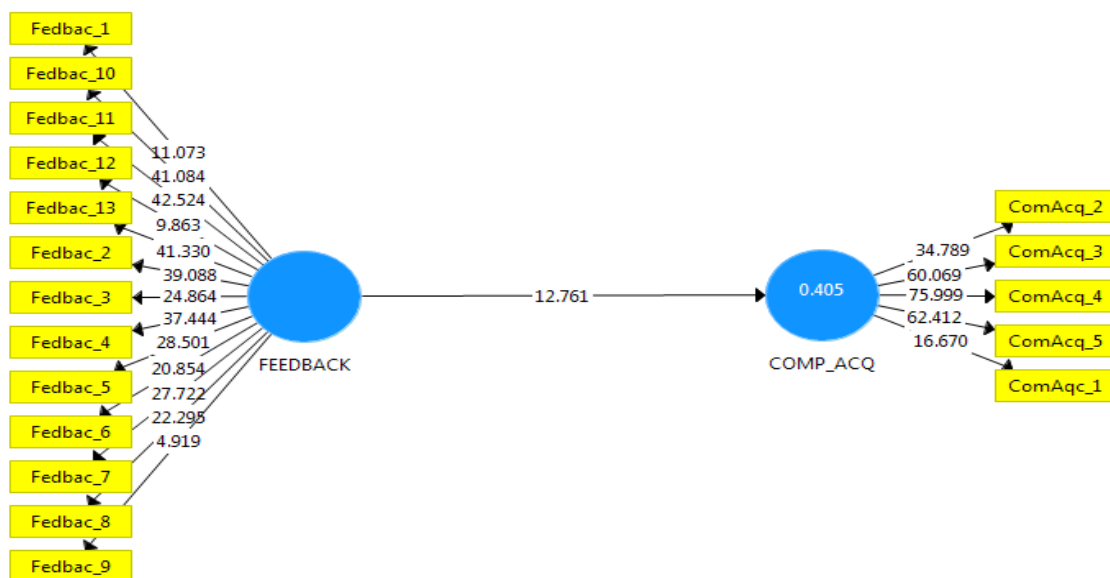 Fedbac_1
Fedbac_10
Fedbac_11
Fedbac_12
Fedbac_13
Fedbac_2
Fedbac_3
Fedbac_4
Fedbac_5
Fedbac_6
Fedbac_7
Fedbac_8
Fedbac_9
11.073
41.084
42.524
9.863
41.330
39.088
24.864
37.444
28.501
20.854
27.722
22.295
4.919
FEEDBACK
12.761
0.405
COMP_ACQ
34.789
60.069
75.999
62.412
16.670
ComAcq_2
ComAcq_3
ComAcq_4
ComAcq_5
ComAqc_1